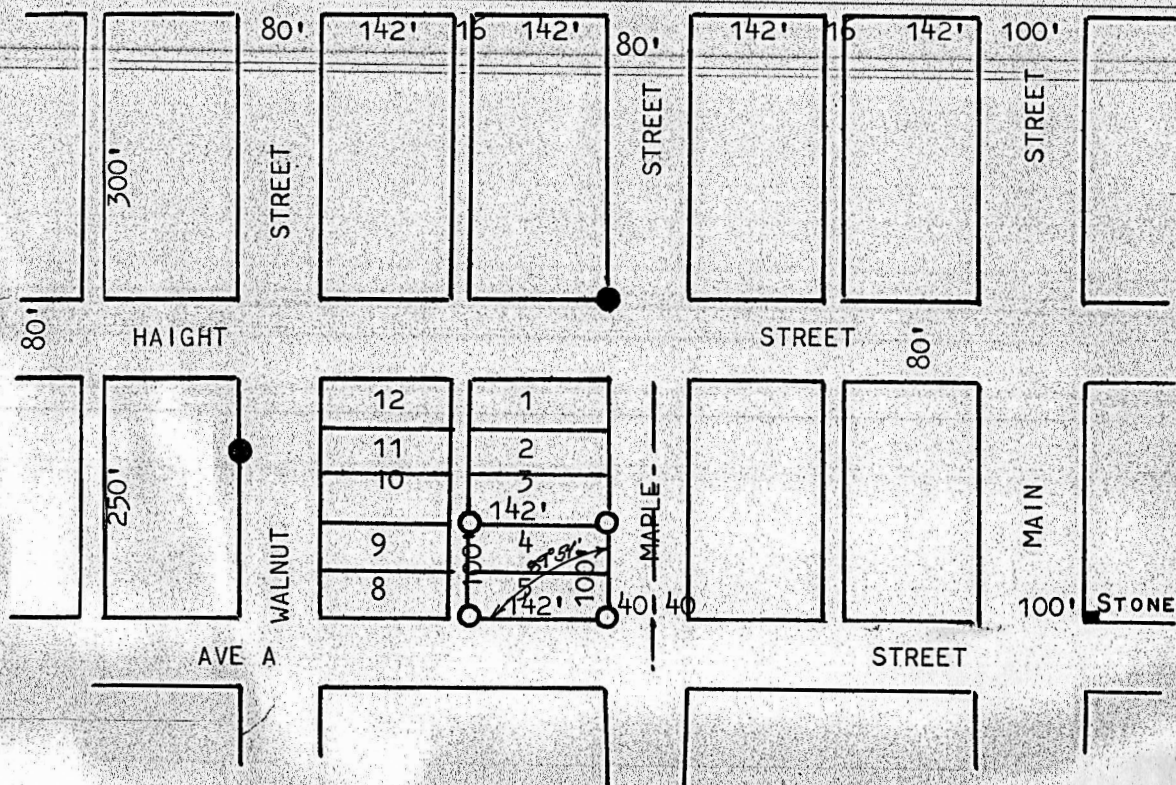 80' 142' 16 142' 80' 142' 16 142' 100'
STREET STREET STREET
300'
80' HAIGHT STREET 80'
12 1
11 2
10 3
250' WALNUT 142' MAPLE MAIN
9 4
100' 100'
8 5
142' 40 40 100' STONE
AVE A STREET